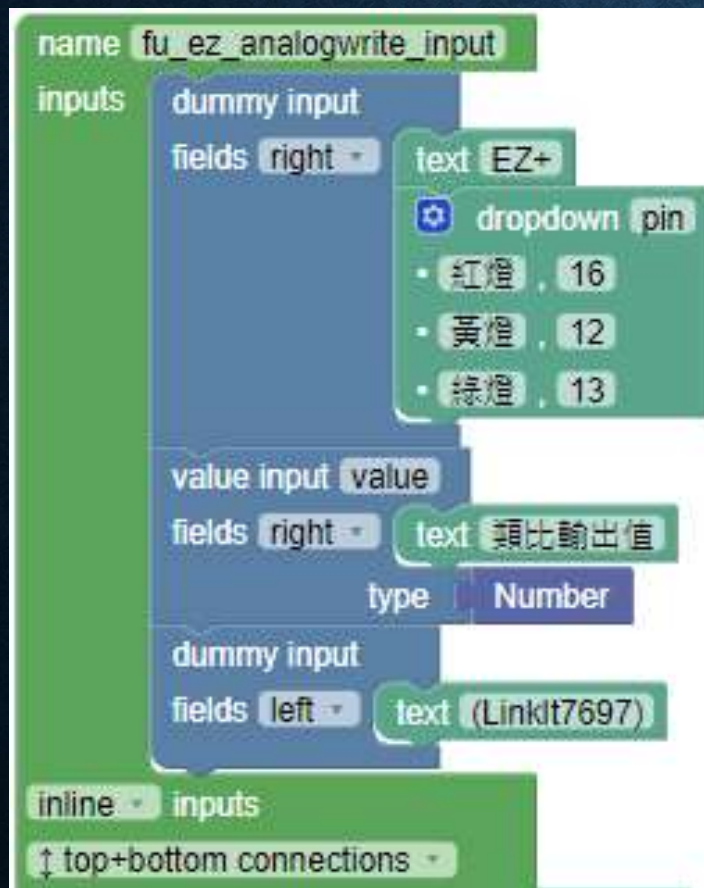 name fu_ez_analogwrite_input
inputs dummy input
fields right text EZ+
dropdown pin
紅燈 , 16
黃燈 , 12
綠燈 , 13
value input value
fields right text 類比輸出值
type Number
dummy input
fields left text (LinkIt7697)
inline inputs
↕ top+bottom connections